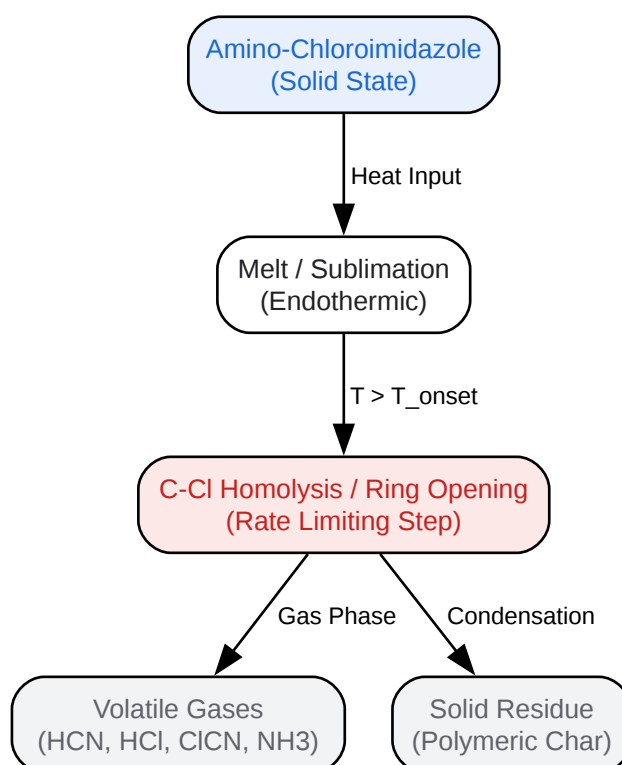 Amino-Chloroimidazole
(Solid State)
Heat Input
Melt / Sublimation
(Endothermic)
T > T_onset
C-Cl Homolysis / Ring Opening
(Rate Limiting Step)
Gas Phase
Condensation
Volatile Gases
(HCN, HCl, ClCN, NH3)
Solid Residue
(Polymeric Char)